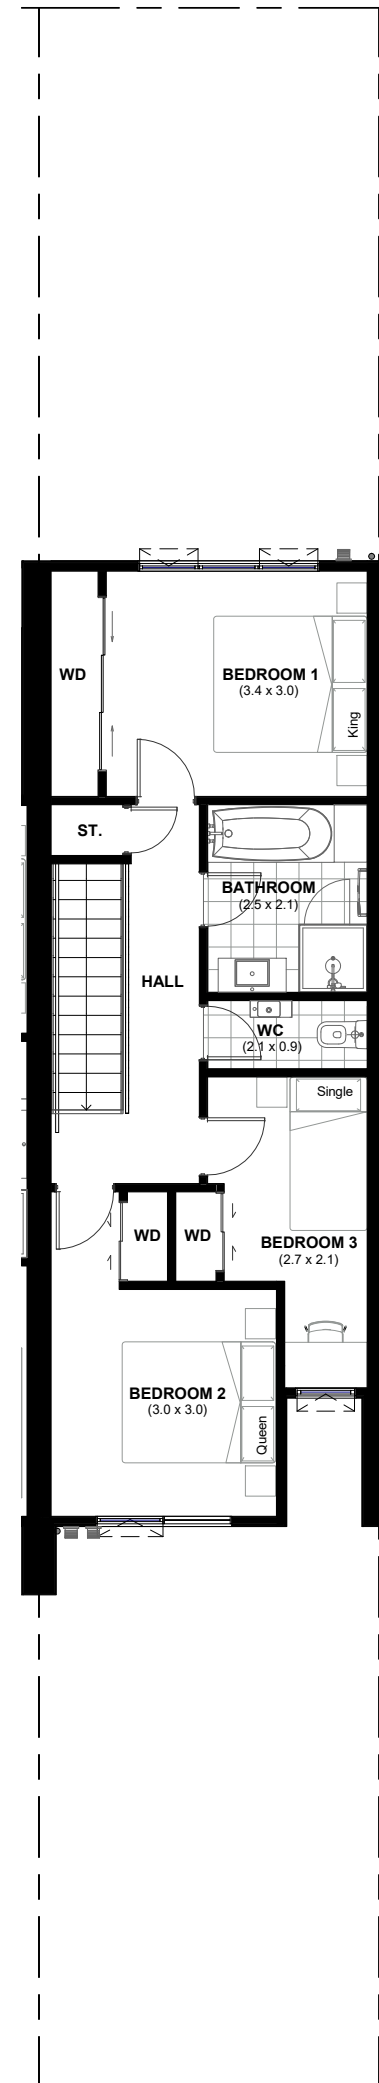 WD
BEDROOM 1
(3.4 x 3.0)
King
ST.
BATHROOM
(2.5 x 2.1)
HALL
WC
(2.1 x 0.9)
Single
WD
WD
BEDROOM 3
(2.7 x 2.1)
BEDROOM 2
(3.0 x 3.0)
Queen